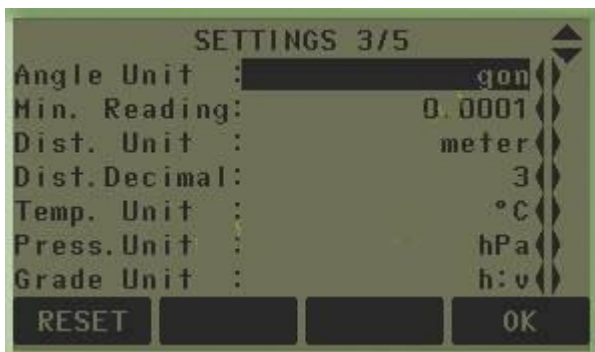 SETTINGS 3/5
Angle Unit : gon
Min. Reading: 0.0001
Dist. Unit : meter
Dist.Decimal: 3
Temp. Unit : °C
Press.Unit : hPa
Grade Unit : h:v
RESET OK